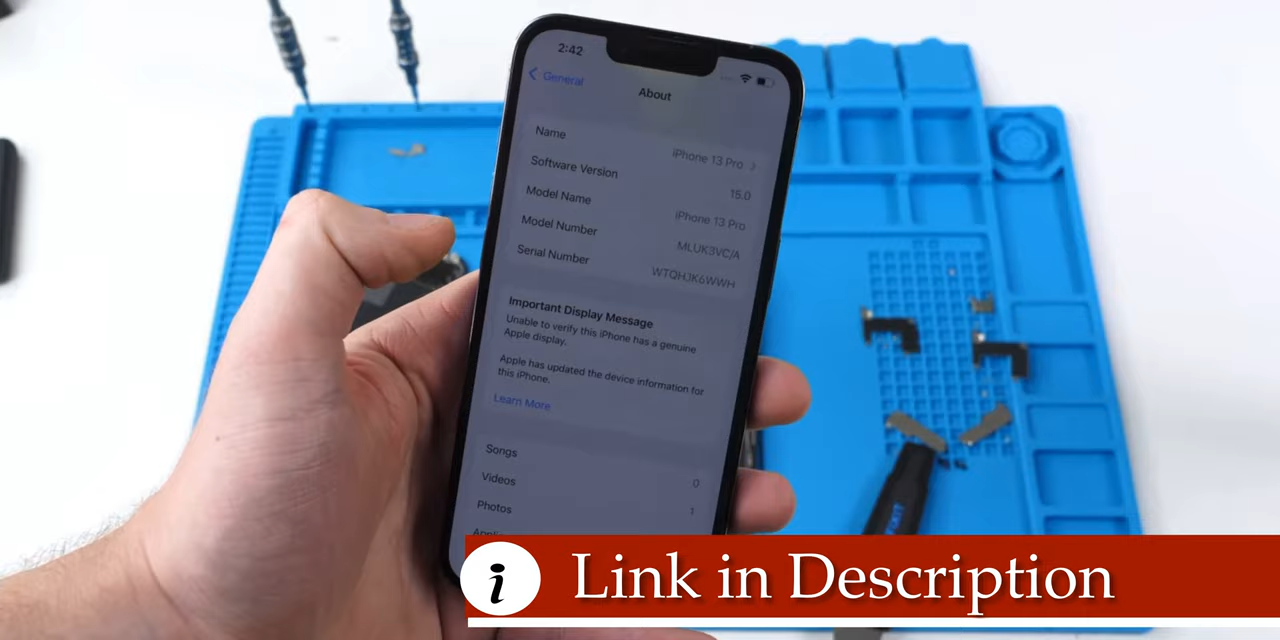 2:42
General
About
Name
iPhone 13 Pro
Software Version
15.0
Model Name
iPhone 13 Pro
Model Number
MLUK3VC/A
Serial Number
WTQHJK6WWH
Important Display Message
Unable to verify this iPhone has a genuine
Apple display.
Apple has updated the device information for
this iPhone.
Learn More
Songs
0
Videos
1
Photos
i Link in Description